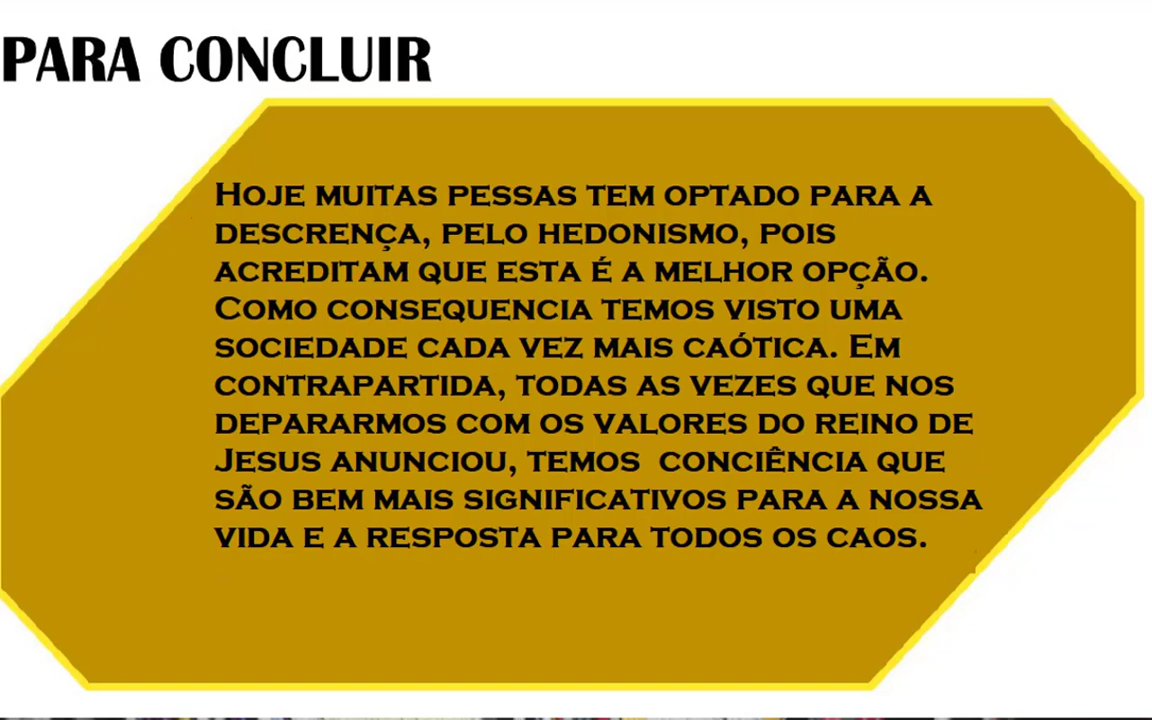 PARA CONCLUIR
HOJE MUITAS PESSAS TEM OPTADO PARA A
DESCRENÇA, PELO HEDONISMO, POIS
ACREDITAM QUE ESTA É A MELHOR OPÇÃO.
COMO CONSEQUENCIA TEMOS VISTO UMA
SOCIEDADE CADA VEZ MAIS CAÓTICA. EM
CONTRAPARTIDA, TODAS AS VEZES QUE NOS
DEPARARMOS COM OS VALORES DO REINO DE
JESUS ANUNCIOU, TEMOS CONCIÊNCIA QUE
SÃO BEM MAIS SIGNIFICATIVOS PARA A NOSSA
VIDA E A RESPOSTA PARA TODOS OS CAOS.